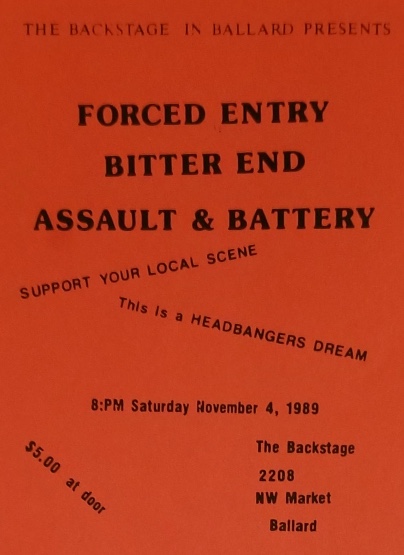 THE BACKSTAGE IN BALLARD PRESENTS
FORCED ENTRY
BITTER END
ASSAULT & BATTERY
SUPPORT YOUR LOCAL SCENE
This is a HEADBANGERS DREAM
8:PM Saturday November 4, 1989
$5.00 at door
The Backstage
2208
NW Market
Ballard